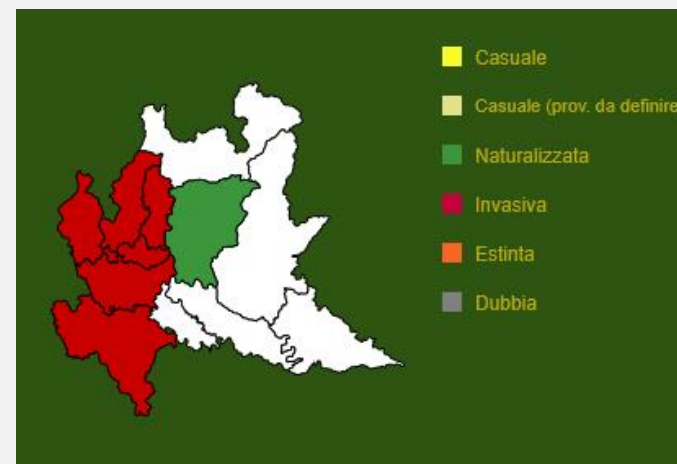 Casuale
Casuale (prov. da definire
Naturalizzata
Invasiva
Estinta
Dubbia